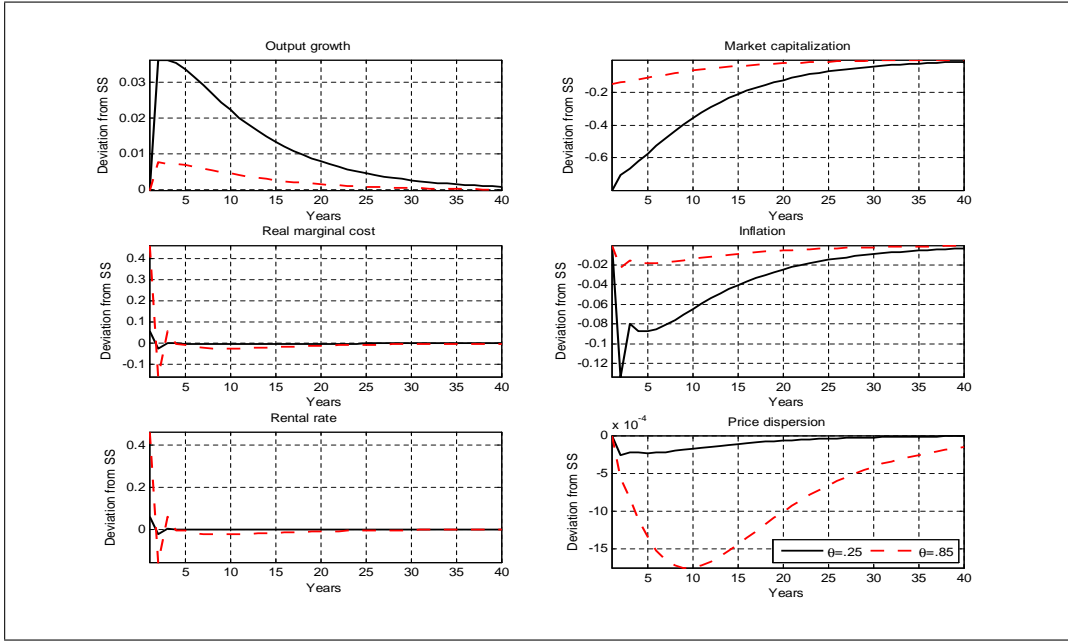 Output growth
Deviation from SS
0.03
0.02
0.01
0
5 10 15 20 25 30 35 40
Years
Market capitalization
Deviation from SS
-0.2
-0.4
-0.6
5 10 15 20 25 30 35 40
Years
Real marginal cost
Deviation from SS
0.4
0.3
0.2
0.1
0
-0.1
5 10 15 20 25 30 35 40
Years
Inflation
Deviation from SS
-0.02
-0.04
-0.06
-0.08
-0.1
-0.12
5 10 15 20 25 30 35 40
Years
Rental rate
Deviation from SS
0.4
0.2
0
5 10 15 20 25 30 35 40
Years
Price dispersion
x 10⁻⁴
Deviation from SS
0
-5
-10
-15
5 10 15 20 25 30 35 40
Years
θ=.25 θ=.85